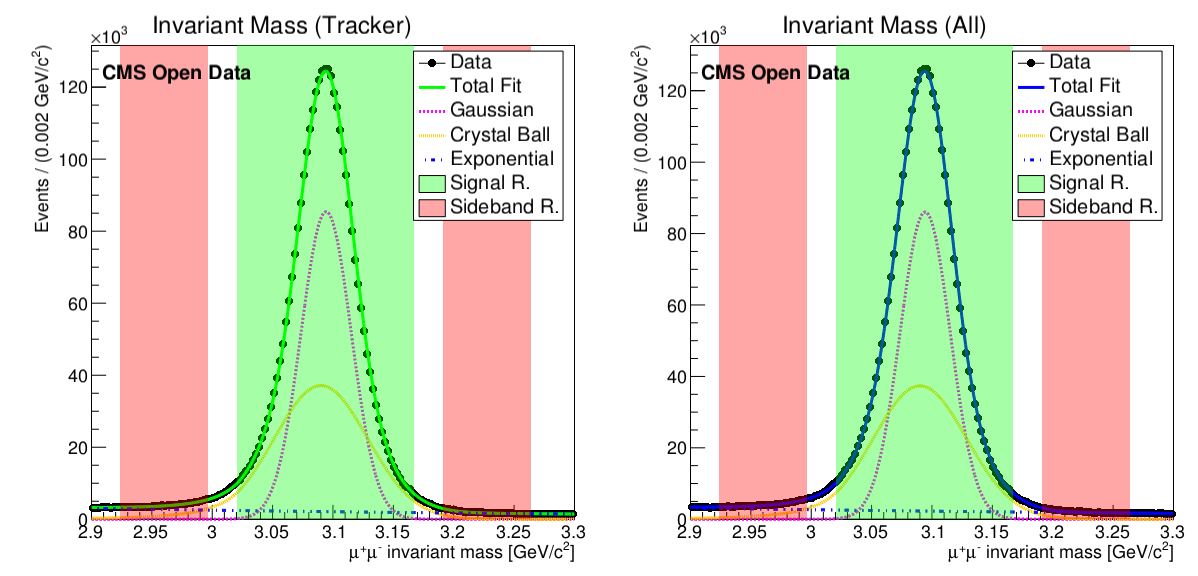 Invariant Mass (Tracker)
×10³
Events / (0.002 GeV/c²)
CMS Open Data
Data
Total Fit
Gaussian
Crystal Ball
Exponential
Signal R.
Sideband R.
120
100
80
60
40
20
0
2.9 2.95 3 3.05 3.1 3.15 3.2 3.25 3.3
μ⁺μ⁻ invariant mass [GeV/c²]
Invariant Mass (All)
×10³
Events / (0.002 GeV/c²)
CMS Open Data
Data
Total Fit
Gaussian
Crystal Ball
Exponential
Signal R.
Sideband R.
120
100
80
60
40
20
0
2.9 2.95 3 3.05 3.1 3.15 3.2 3.25 3.3
μ⁺μ⁻ invariant mass [GeV/c²]